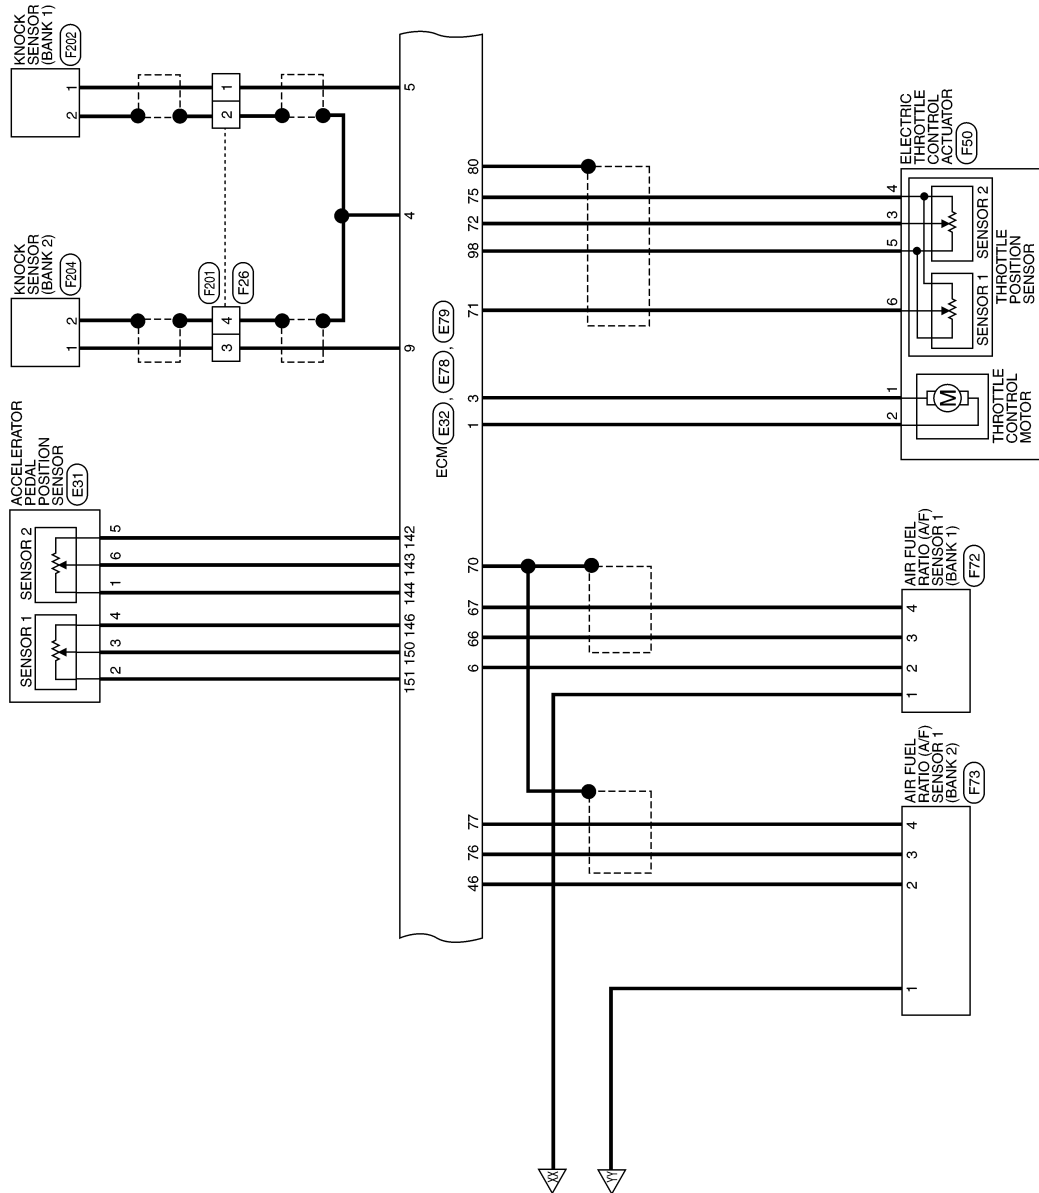 KNOCK
SENSOR
(BANK 1)
F202
1
2
1
2
5
KNOCK
SENSOR
(BANK 2)
F204
2
1
F201
F26
4
3
4
9
ACCELERATOR
PEDAL
POSITION
SENSOR
E31
SENSOR 2
SENSOR 1
5
6
1
4
3
2
142
143
144
146
150
151
ECM E32 , E78 , E79
80
75
72
98
71
3
1
70
67
66
6
77
76
46
ELECTRIC
THROTTLE
CONTROL
ACTUATOR
F50
4
3
5
6
1
2
SENSOR 2
SENSOR 1
THROTTLE
POSITION
SENSOR
M
THROTTLE
CONTROL
MOTOR
AIR FUEL
RATIO (A/F)
SENSOR 1
(BANK 1)
F72
4
3
2
1
AIR FUEL
RATIO (A/F)
SENSOR 1
(BANK 2)
F73
4
3
2
1
XX
YY